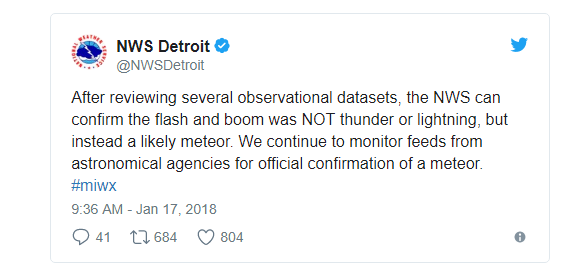 NWS Detroit
@NWSDetroit
After reviewing several observational datasets, the NWS can
confirm the flash and boom was NOT thunder or lightning, but
instead a likely meteor. We continue to monitor feeds from
astronomical agencies for official confirmation of a meteor.
#miwx
9:36 AM - Jan 17, 2018
41 684 804